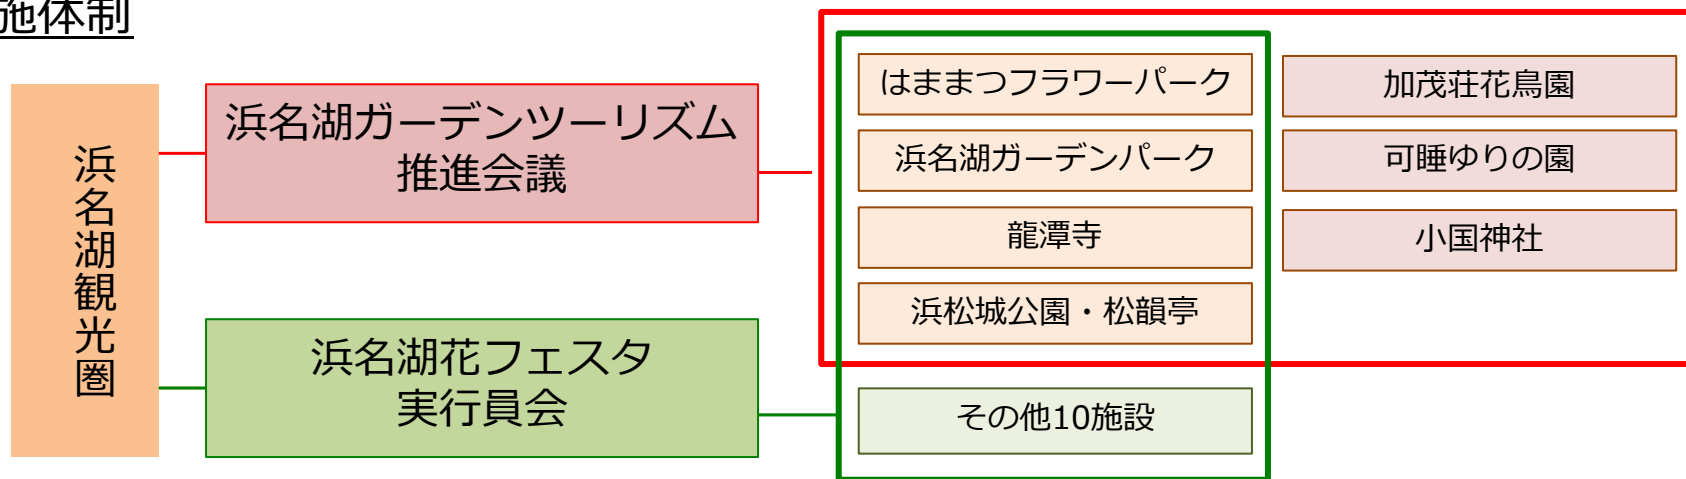 施体制
浜名湖観光圏
浜名湖ガーデンツーリズム
推進会議
浜名湖花フェスタ
実行員会
はままつフラワーパーク
浜名湖ガーデンパーク
龍潭寺
浜松城公園・松韻亭
その他10施設
加茂荘花鳥園
可睡ゆりの園
小国神社